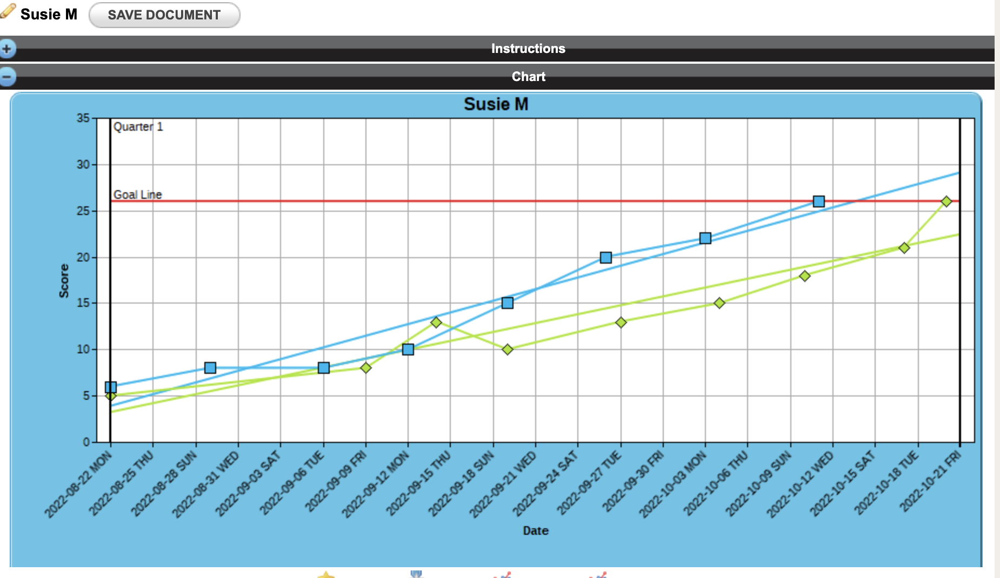 Susie M
SAVE DOCUMENT
Instructions
Chart
Susie M
35
Quarter 1
30
Goal Line
25
20
Score
15
10
5
0
2022-08-22 MON
2022-08-25 THU
2022-08-28 SUN
2022-08-31 WED
2022-09-03 SAT
2022-09-06 TUE
2022-09-09 FRI
2022-09-12 MON
2022-09-15 THU
2022-09-18 SUN
2022-09-21 WED
2022-09-24 SAT
2022-09-27 TUE
2022-09-30 FRI
2022-10-03 MON
2022-10-06 THU
2022-10-09 SUN
2022-10-12 WED
2022-10-15 SAT
2022-10-18 TUE
2022-10-21 FRI
Date